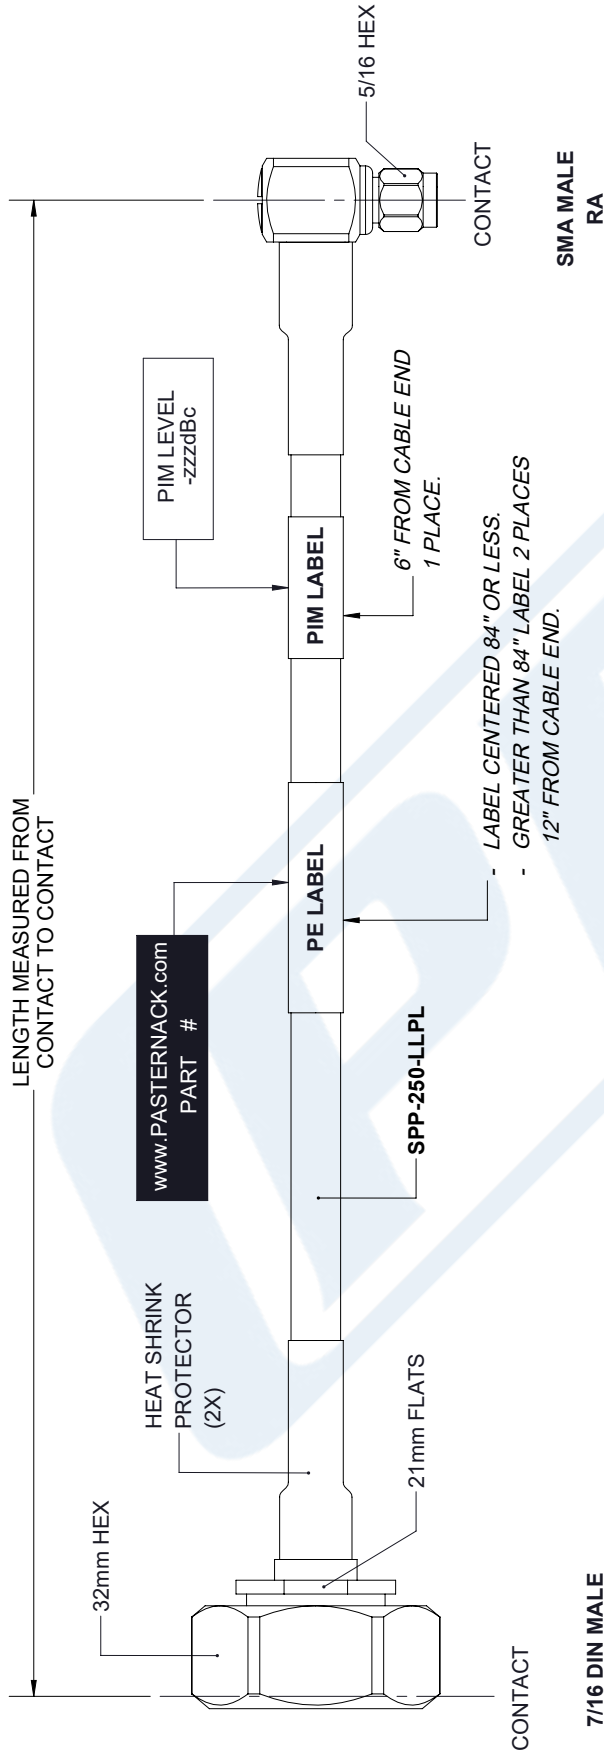 LENGTH MEASURED FROM
CONTACT TO CONTACT
32mm HEX
HEAT SHRINK
PROTECTOR
(2X)
www.PASTERNACK.com
PART #
PIM LEVEL
-zzzdBc
5/16 HEX
PE LABEL
PIM LABEL
21mm FLATS
SPP-250-LLPL
6" FROM CABLE END
1 PLACE.
- LABEL CENTERED 84" OR LESS.
- GREATER THAN 84" LABEL 2 PLACES
12" FROM CABLE END.
CONTACT
CONTACT
7/16 DIN MALE
SMA MALE
RA